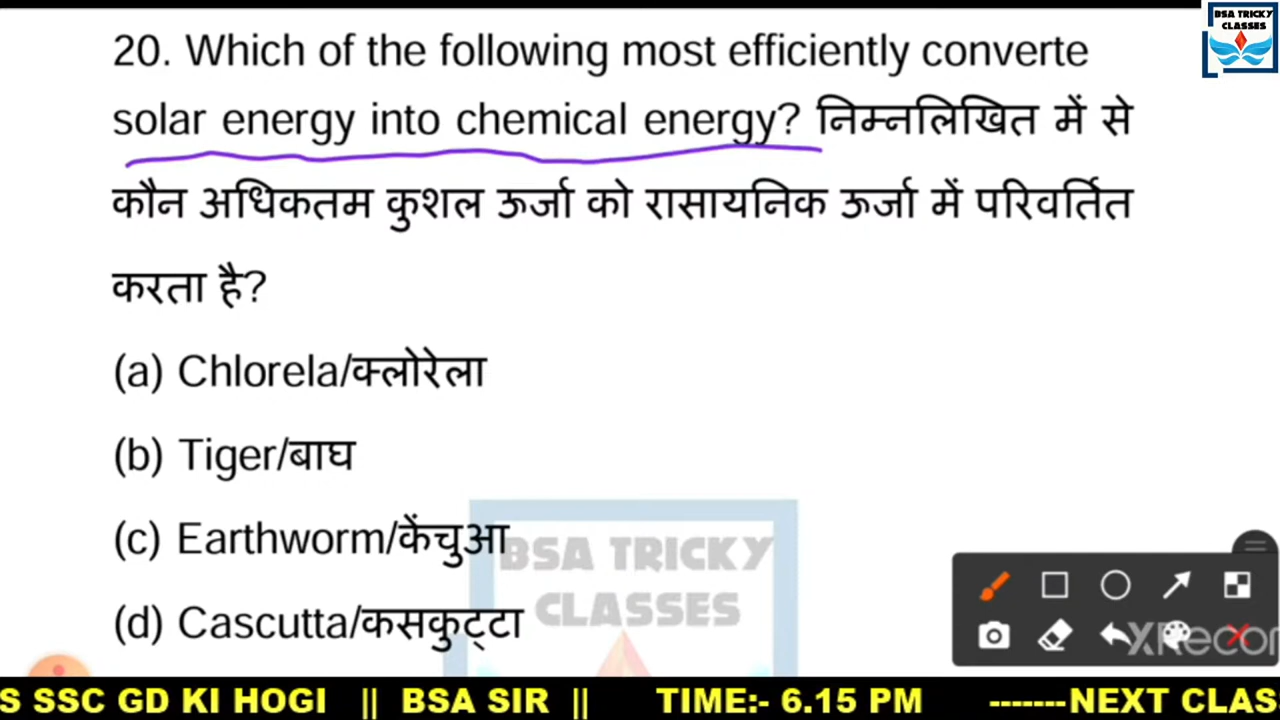 BSA TRICKY
CLASSES
20. Which of the following most efficiently converte
solar energy into chemical energy? निम्नलिखित में से
कौन अधिकतम कुशल ऊर्जा को रासायनिक ऊर्जा में परिवर्तित
करता है?
(a) Chlorela/क्लोरेला
(b) Tiger/बाघ
(c) Earthworm/केंचुआ
BSA TRICKY
CLASSES
(d) Cascutta/कसकुट्टा
XRecor
S SSC GD KI HOGI || BSA SIR || TIME:- 6.15 PM -------NEXT CLAS